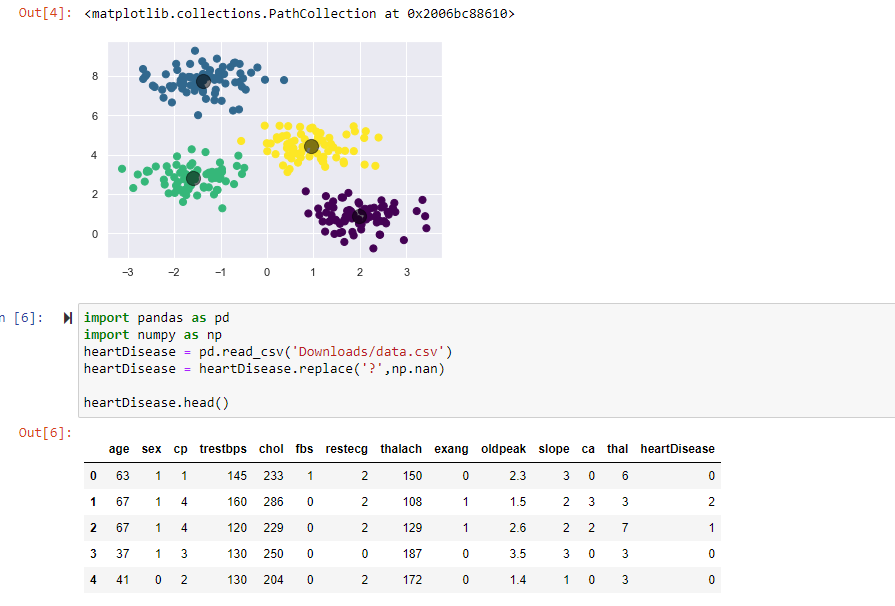 Out[4]: <matplotlib.collections.PathCollection at 0x2006bc88610>
8
6
4
2
0
−3 −2 −1 0 1 2 3
n [6]: import pandas as pd
import numpy as np
heartDisease = pd.read_csv('Downloads/data.csv')
heartDisease = heartDisease.replace('?',np.nan)
heartDisease.head()
Out[6]:
age sex cp trestbps chol fbs restecg thalach exang oldpeak slope ca thal heartDisease
0 63 1 1 145 233 1 2 150 0 2.3 3 0 6 0
1 67 1 4 160 286 0 2 108 1 1.5 2 3 3 2
2 67 1 4 120 229 0 2 129 1 2.6 2 2 7 1
3 37 1 3 130 250 0 0 187 0 3.5 3 0 3 0
4 41 0 2 130 204 0 2 172 0 1.4 1 0 3 0